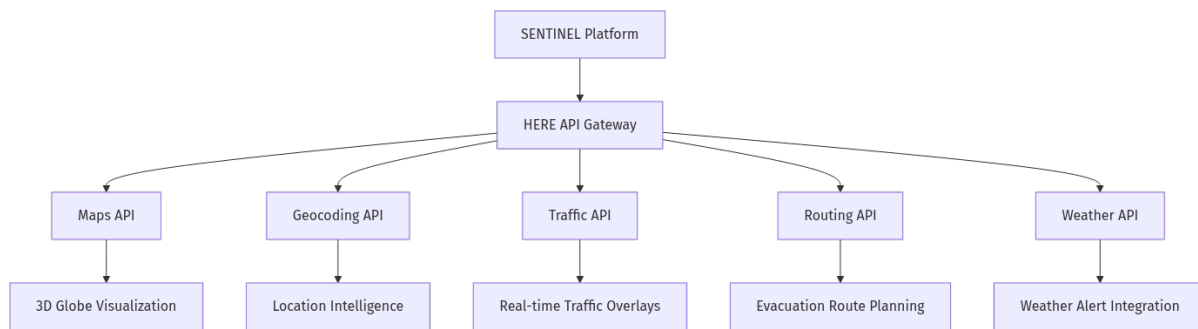 SENTINEL Platform
HERE API Gateway
Maps API
Geocoding API
Traffic API
Routing API
Weather API
3D Globe Visualization
Location Intelligence
Real-time Traffic Overlays
Evacuation Route Planning
Weather Alert Integration